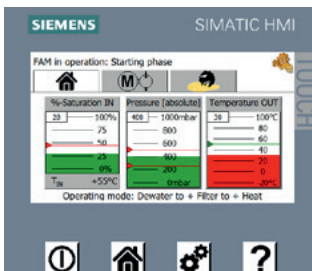 SIEMENS SIMATIC HMI
TOUCH
FAM in operation: Starting phase
M
%-Saturation IN Pressure [absolute] Temperature OUT
23 100% 400 1000mbar 30 100°C
75 800 80
50 600 60
25 400 40
0% 200 20
0mbar 0
-20°C
T_IN +55°C
Operating mode: Dewater to + Filter to + Heat
?